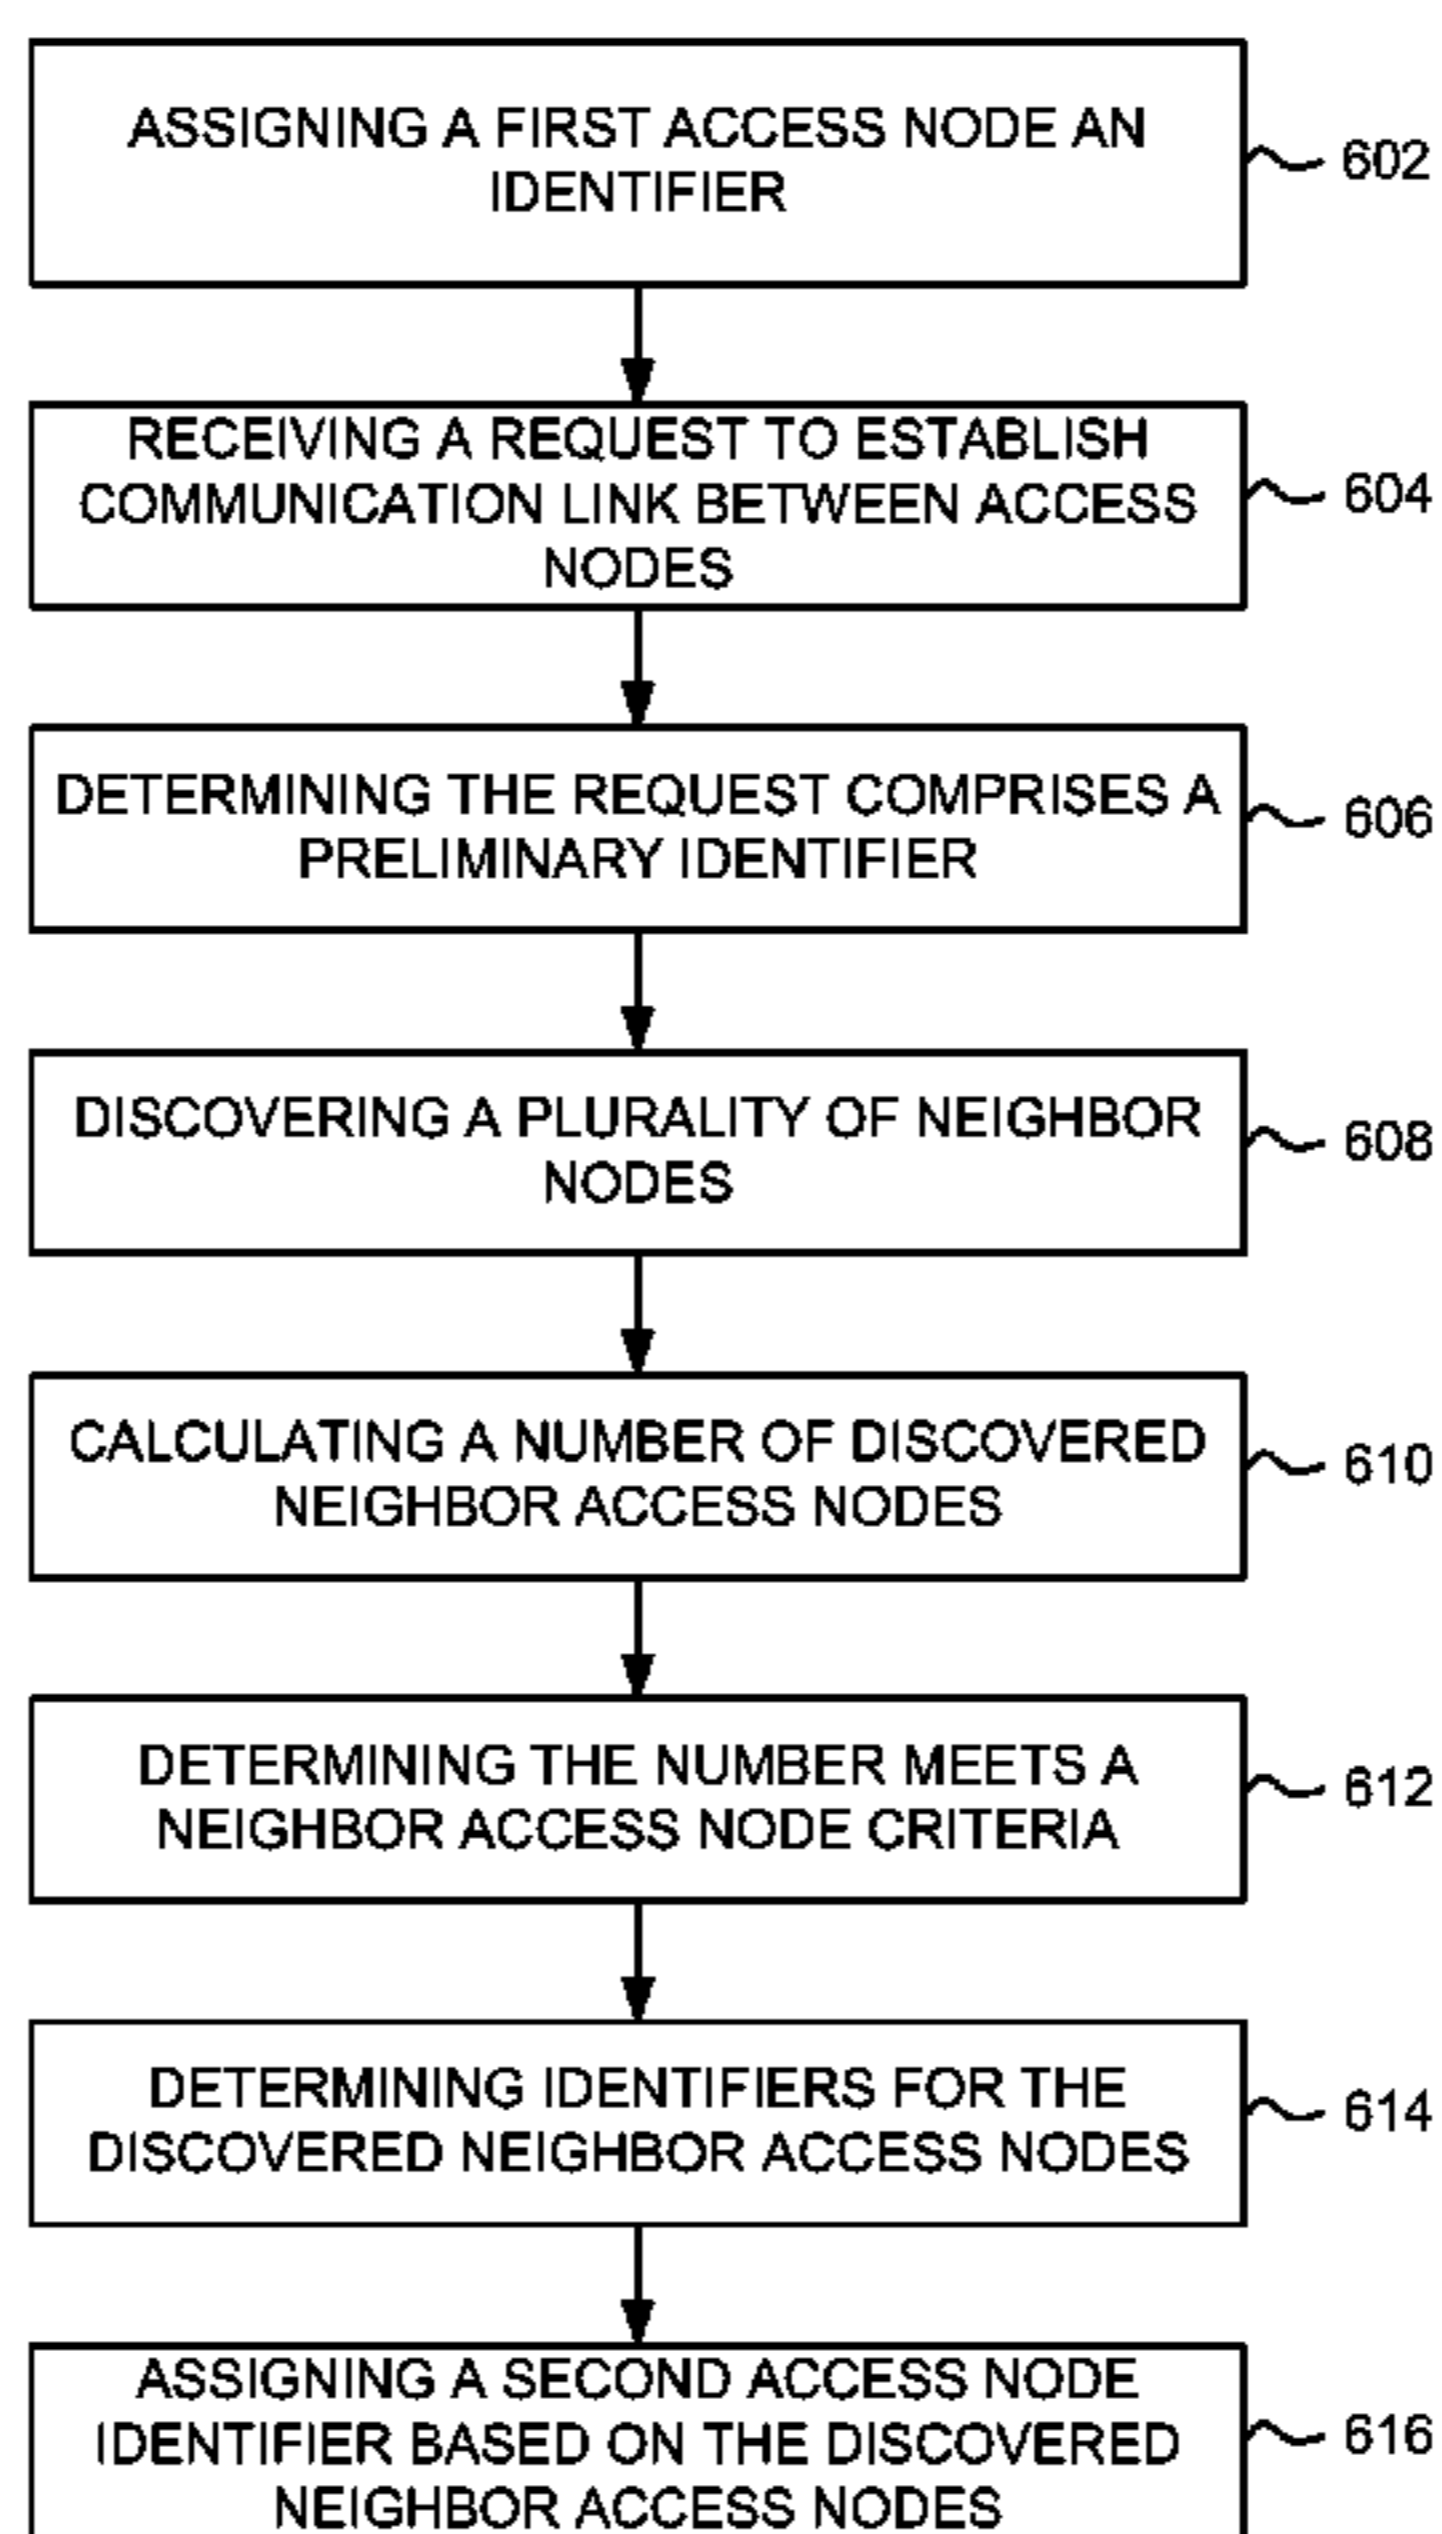 ASSIGNING A FIRST ACCESS NODE AN
IDENTIFIER
602
RECEIVING A REQUEST TO ESTABLISH
COMMUNICATION LINK BETWEEN ACCESS
NODES
604
DETERMINING THE REQUEST COMPRISES A
PRELIMINARY IDENTIFIER
606
DISCOVERING A PLURALITY OF NEIGHBOR
NODES
608
CALCULATING A NUMBER OF DISCOVERED
NEIGHBOR ACCESS NODES
610
DETERMINING THE NUMBER MEETS A
NEIGHBOR ACCESS NODE CRITERIA
612
DETERMINING IDENTIFIERS FOR THE
DISCOVERED NEIGHBOR ACCESS NODES
614
ASSIGNING A SECOND ACCESS NODE
IDENTIFIER BASED ON THE DISCOVERED
NEIGHBOR ACCESS NODES
616